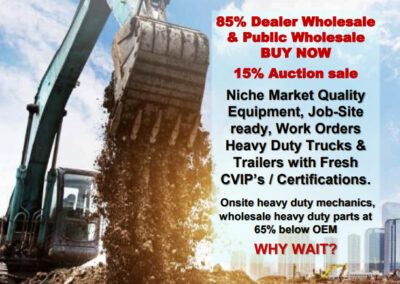 85% Dealer Wholesale
& Public Wholesale
BUY NOW
15% Auction sale
Niche Market Quality
Equipment, Job-Site
ready, Work Orders
Heavy Duty Trucks &
Trailers with Fresh
CVIP's / Certifications.
Onsite heavy duty mechanics,
wholesale heavy duty parts at
65% below OEM
WHY WAIT?